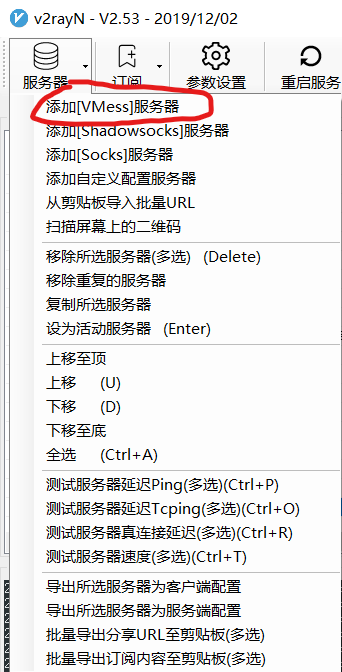 v2rayN - V2.53 - 2019/12/02
服务器 订阅 参数设置 重启服务
添加[VMess]服务器
添加[Shadowsocks]服务器
添加[Socks]服务器
添加自定义配置服务器
从剪贴板导入批量URL
扫描屏幕上的二维码
移除所选服务器(多选) (Delete)
移除重复的服务器
复制所选服务器
设为活动服务器 (Enter)
上移至顶
上移 (U)
下移 (D)
下移至底
全选 (Ctrl+A)
测试服务器延迟Ping(多选)(Ctrl+P)
测试服务器延迟Tcping(多选)(Ctrl+O)
测试服务器真连接延迟(多选)(Ctrl+R)
测试服务器速度(多选)(Ctrl+T)
导出所选服务器为客户端配置
导出所选服务器为服务端配置
批量导出分享URL至剪贴板(多选)
批量导出订阅内容至剪贴板(多选)